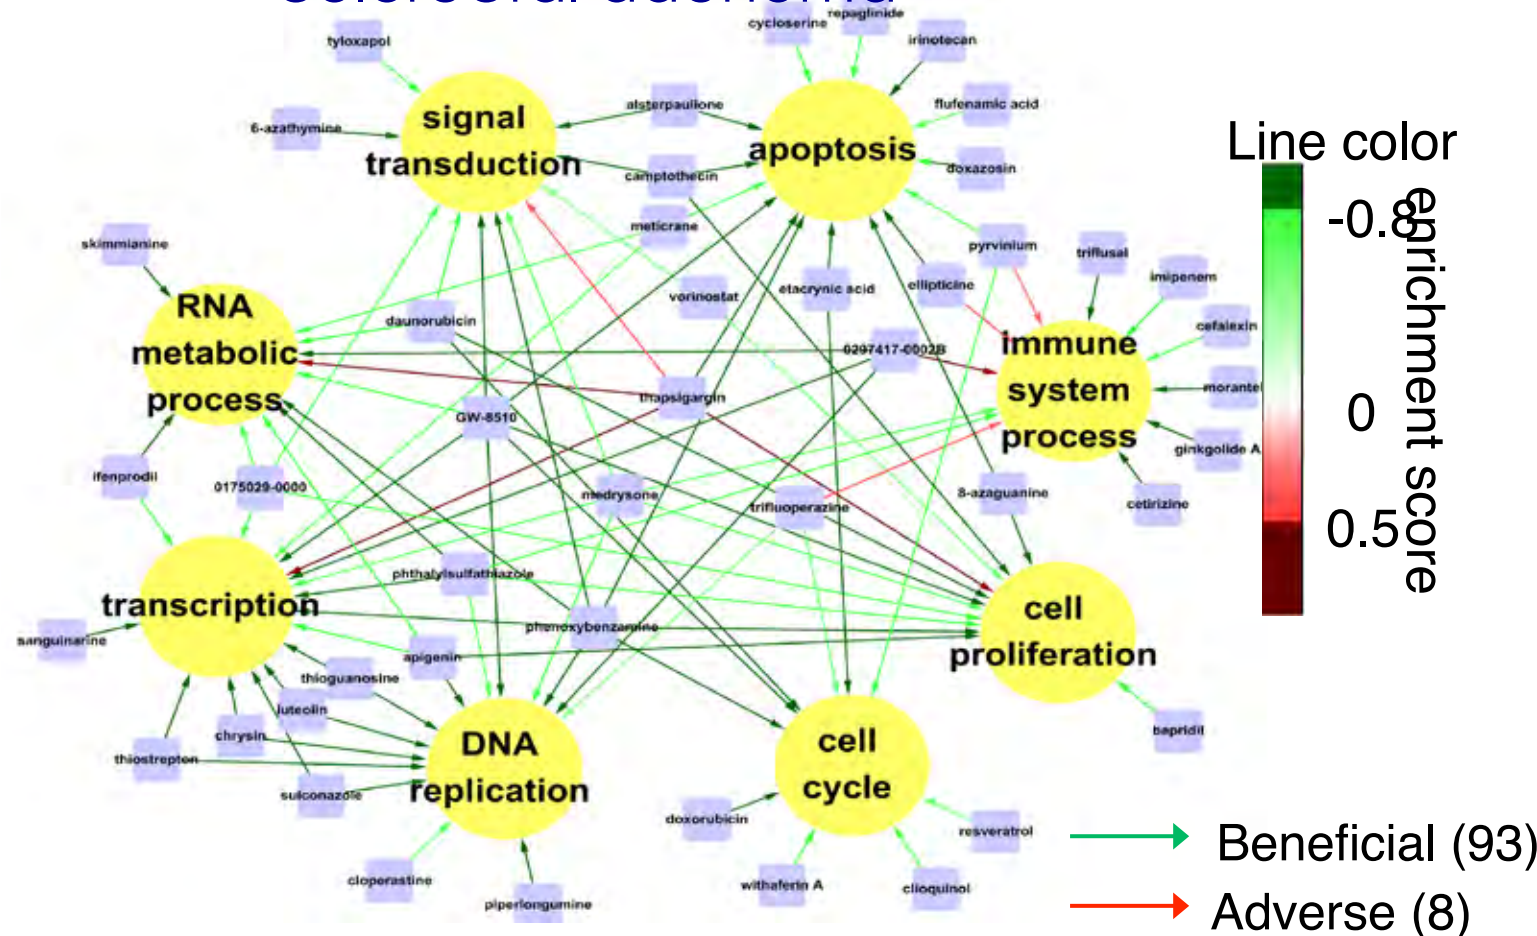 colorectal adenoma
cycloserine
repaglinide
tyloxapol
irinotecan
alsterpaullone
flufenamic acid
6-azathymine
signal
transduction
apoptosis
camptothecin
doxazosin
meticrane
pyrvinium
skimmianine
triflusal
vorinostat
etacrynic acid
ellipticine
imipenem
RNA
metabolic
process
daunorubicin
cefalexin
0297417-0002B
immune
system
process
thapsigargin
morantel
GW-8510
ginkgolide A
ifenprodil
0175029-0000
medrysone
trifluoperazine
8-azaguanine
cetirizine
phthalylsulfathiazole
transcription
cell
proliferation
sanguinarine
phenoxybenzamine
apigenin
thioguanosine
luteolin
chrysin
bepridil
thiostrepton
DNA
replication
cell
cycle
sulconazole
doxorubicin
resveratrol
cloperastine
withaferin A
clioquinol
piperlongumine
Line color
enrichment score
-0.8
0
0.5
Beneficial (93)
Adverse (8)